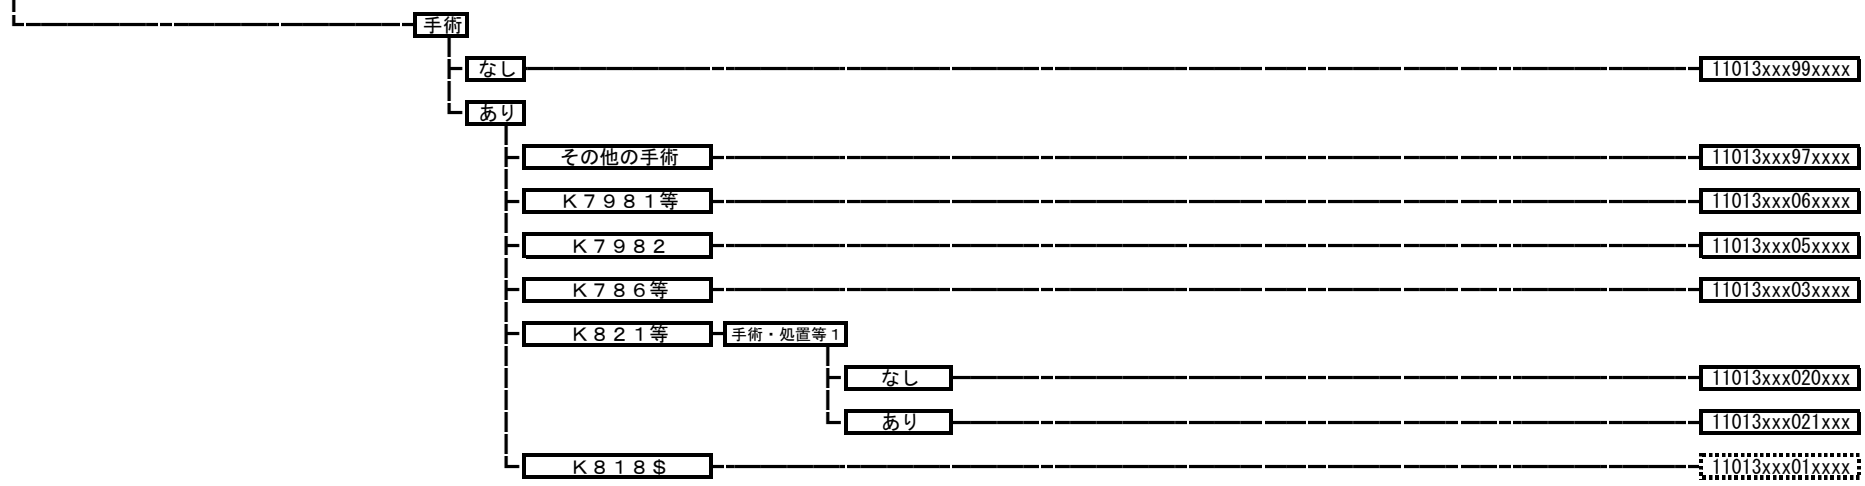 手術
なし 11013xxx99xxxx
あり
その他の手術 11013xxx97xxxx
K7981等 11013xxx06xxxx
K7982 11013xxx05xxxx
K786等 11013xxx03xxxx
K821等 手術・処置等1
なし 11013xxx020xxx
あり 11013xxx021xxx
K818$ 11013xxx01xxxx